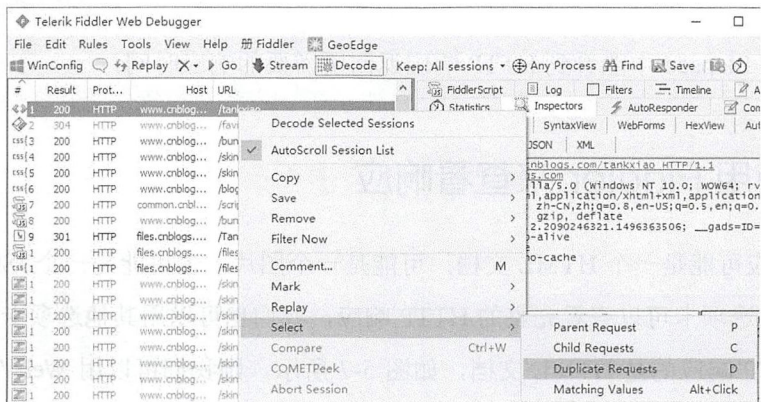 Telerik Fiddler Web Debugger
File Edit Rules Tools View Help Fiddler GeoEdge
WinConfig Replay X Go Stream Decode Keep: All sessions Any Process Find Save
# Result Prot... Host URL
FiddlerScript Log Filters Timeline
Statistics Inspectors AutoResponder
SyntaxView WebForms HexView
JSON XML
1 200 HTTP www.cnblog... /tankxiao
2 304 HTTP www.cnblog... /favi
3 200 HTTP www.cnblog... /bun
4 200 HTTP www.cnblog... /skin
5 200 HTTP www.cnblog... /skin
6 200 HTTP www.cnblog... /blog
7 200 HTTP common.cnbl... /scrip
8 200 HTTP www.cnblog... /bun
9 301 HTTP files.cnblogs.... /Tan
1 200 HTTP files.cnblogs.... /files
1 200 HTTP files.cnblogs.... /files
1 200 HTTP www.cnblog... /skin
1 200 HTTP www.cnblog... /skin
1 200 HTTP www.cnblog... /skin
1 200 HTTP www.cnblog... /skin
1 200 HTTP www.cnblog... /skin
1 200 HTTP www.cnblog... /skin
Decode Selected Sessions
AutoScroll Session List
Copy
Save
Remove
Filter Now
Comment... M
Mark
Replay
Select
Compare Ctrl+W
COMETPeek
Abort Session
Parent Request P
Child Requests C
Duplicate Requests D
Matching Values Alt+Click
nblogs.com/tankxiao HTTP/1.1
s.com
lla/5.0 (Windows NT 10.0; WOW64; rv
ml,application/xhtml+xml,application
zh-CN,zh;q=0.8,en-US;q=0.5,en;q=0.
gzip, deflate
.2.2090246321.1496363506; __gads=ID=
p-alive
e
no-cache